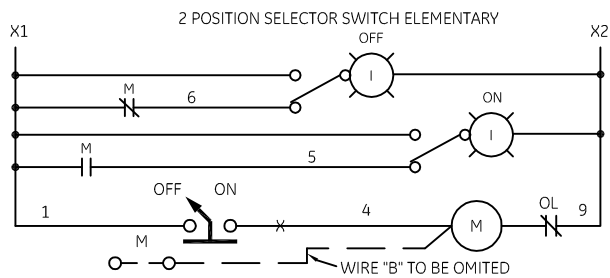 2 POSITION SELECTOR SWITCH ELEMENTARY
X1
X2
OFF
I
M
6
ON
I
M
5
OFF ON
1
X
4
M
OL
9
M
WIRE "B" TO BE OMITED